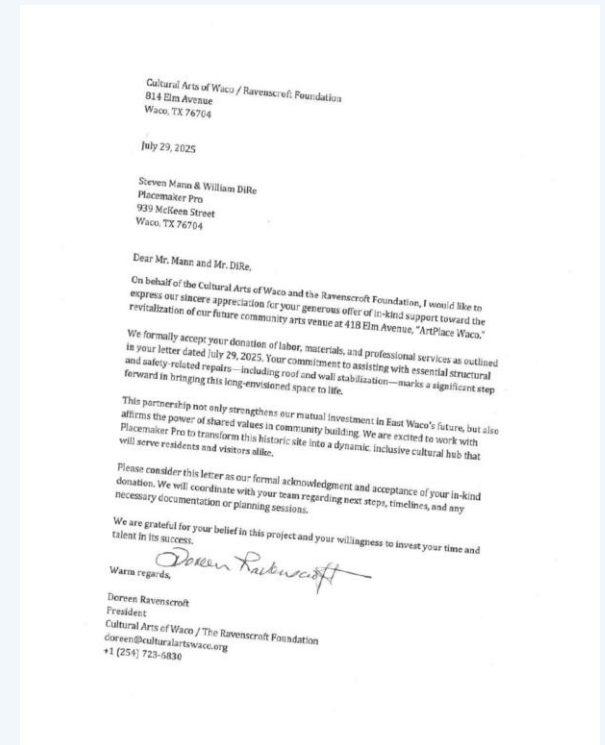 Cultural Arts of Waco / Ravenscroft Foundation
814 Elm Avenue
Waco, TX 76704
July 29, 2025
Steven Mann & William DiRe
Placemaker Pro
939 McKeen Street
Waco, TX 76704
Dear Mr. Mann and Mr. DiRe,
On behalf of the Cultural Arts of Waco and the Ravenscroft Foundation, I would like to
express our sincere appreciation for your generous offer of in-kind support toward the
revitalization of our future community arts venue at 418 Elm Avenue, "ArtPlace Waco."
We formally accept your donation of labor, materials, and professional services as outlined
in your letter dated July 29, 2025. Your commitment to assisting with essential structural
and safety-related repairs—including roof and wall stabilization—marks a significant step
forward in bringing this long-envisioned space to life.
This partnership not only strengthens our mutual investment in East Waco's future, but also
affirms the power of shared values in community building. We are excited to work with
Placemaker Pro to transform this historic site into a dynamic, inclusive cultural hub that
will serve residents and visitors alike.
Please consider this letter as our formal acknowledgment and acceptance of your in-kind
donation. We will coordinate with your team regarding next steps, timelines, and any
necessary documentation or planning sessions.
We are grateful for your belief in this project and your willingness to invest your time and
talent in its success.
Doreen Ravenscroft
Warm regards,
Doreen Ravenscroft
President
Cultural Arts of Waco / The Ravenscroft Foundation
doreen@culturalartswaco.org
+1 (254) 723-6830